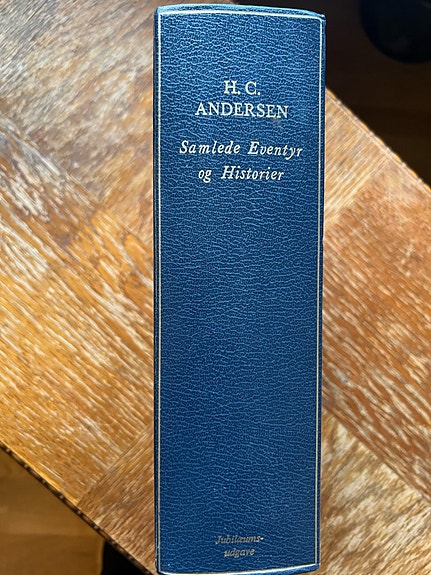 H. C.
ANDERSEN
Samlede Eventyr
og Historier
Jubilæums-
udgave